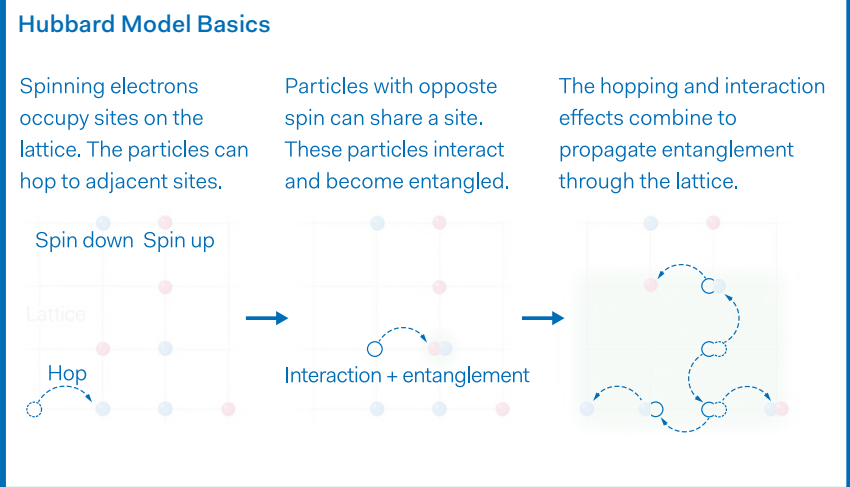 Hubbard Model Basics
Spinning electrons
occupy sites on the
lattice. The particles can
hop to adjacent sites.
Particles with opposte
spin can share a site.
These particles interact
and become entangled.
The hopping and interaction
effects combine to
propagate entanglement
through the lattice.
Spin down Spin up
Lattice
Hop
Interaction + entanglement